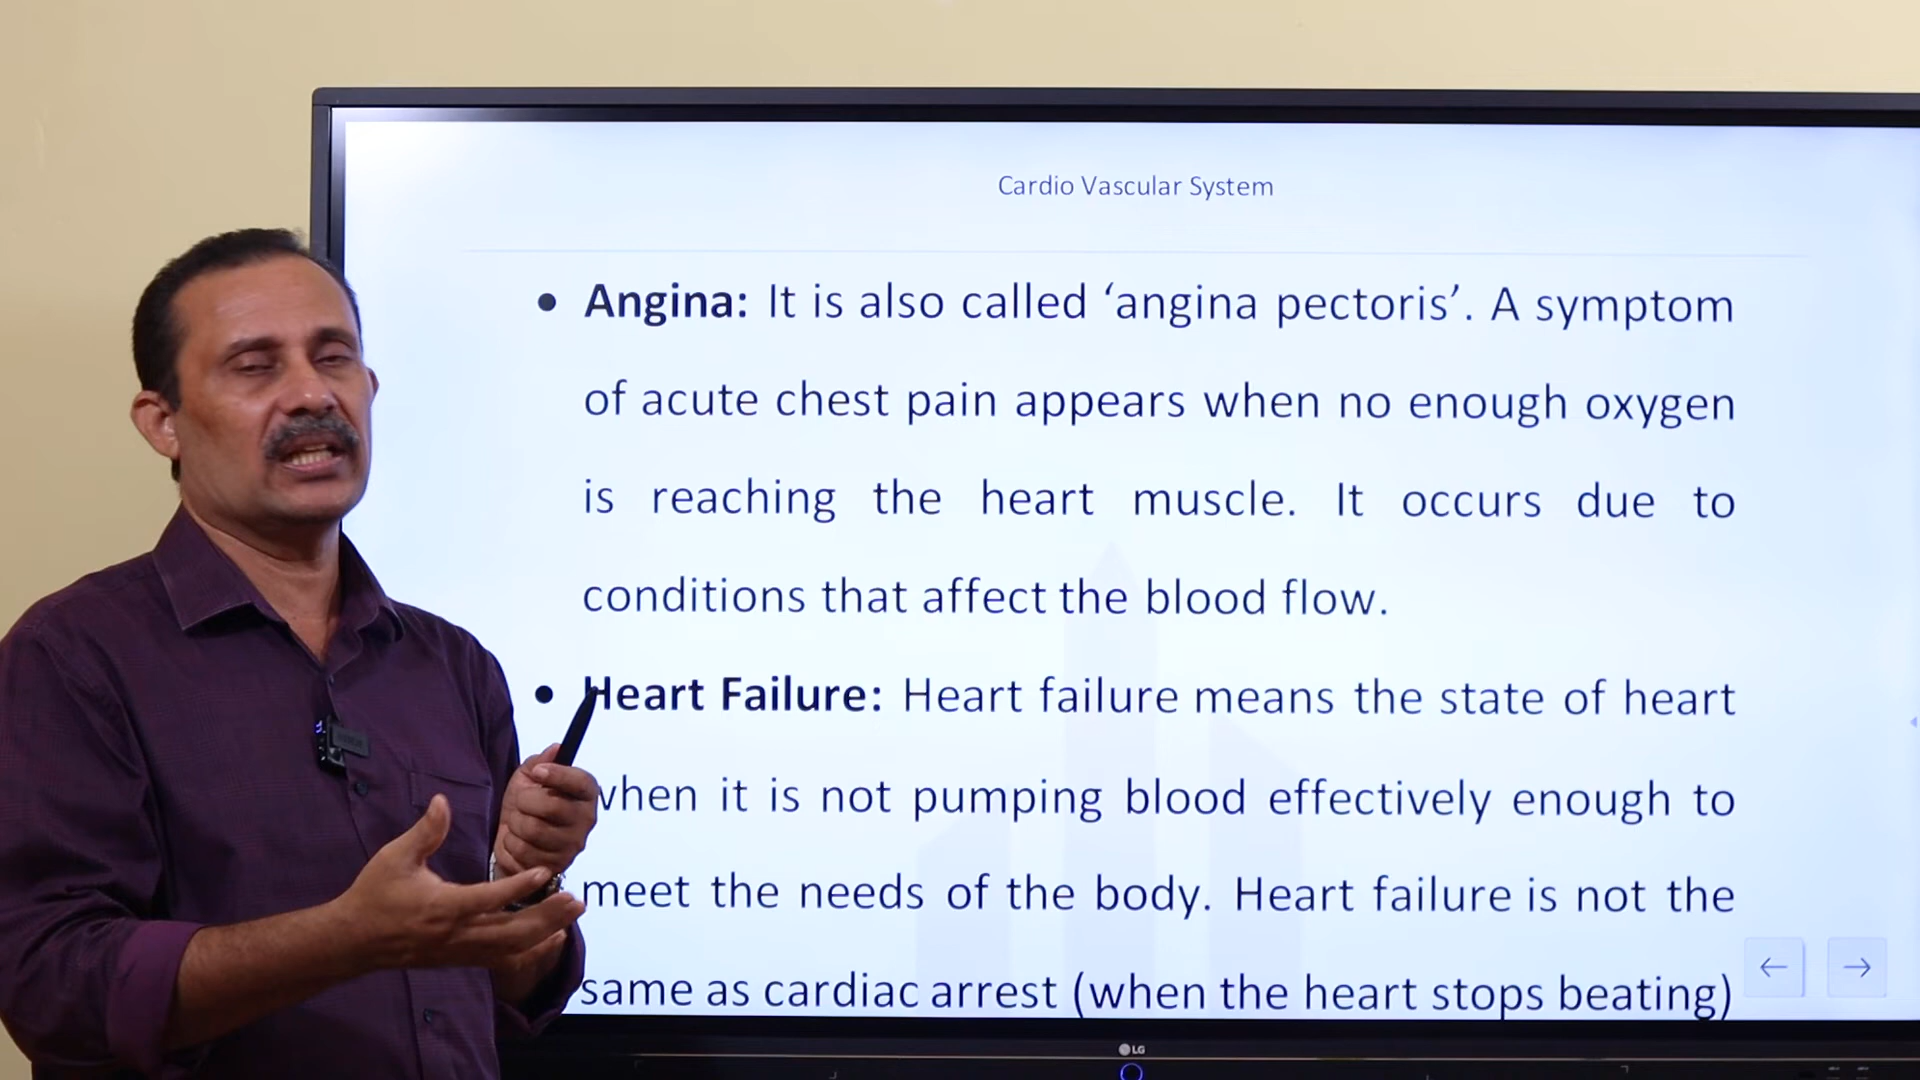 Cardio Vascular System
• Angina: It is also called ‘angina pectoris’. A symptom
of acute chest pain appears when no enough oxygen
is reaching the heart muscle. It occurs due to
conditions that affect the blood flow.
• Heart Failure: Heart failure means the state of heart
when it is not pumping blood effectively enough to
meet the needs of the body. Heart failure is not the
same as cardiac arrest (when the heart stops beating)
LG